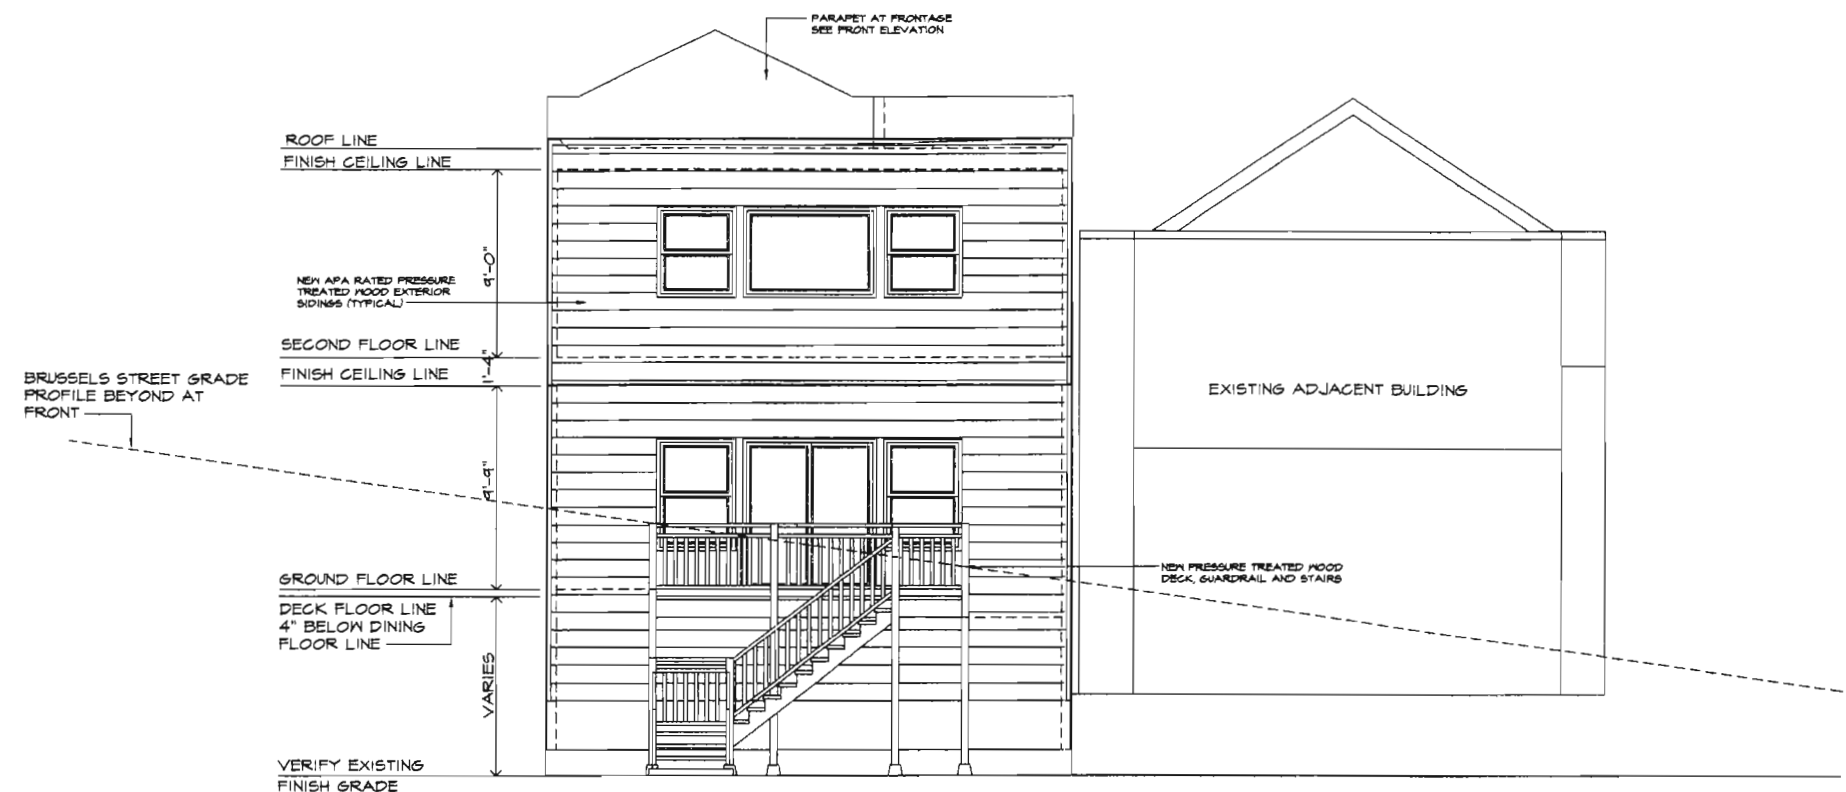 PARAPET AT FRONTAGE
SEE FRONT ELEVATION
ROOF LINE
FINISH CEILING LINE
9'-0"
NEW APA RATED PRESSURE
TREATED WOOD EXTERIOR
SIDINGS (TYPICAL)
SECOND FLOOR LINE
1'-4"
FINISH CEILING LINE
BRUSSELS STREET GRADE
PROFILE BEYOND AT
FRONT
EXISTING ADJACENT BUILDING
9'-9"
NEW PRESSURE TREATED WOOD
DECK, GUARDRAIL AND STAIRS
GROUND FLOOR LINE
DECK FLOOR LINE
4" BELOW DINING
FLOOR LINE
VARIES
VERIFY EXISTING
FINISH GRADE